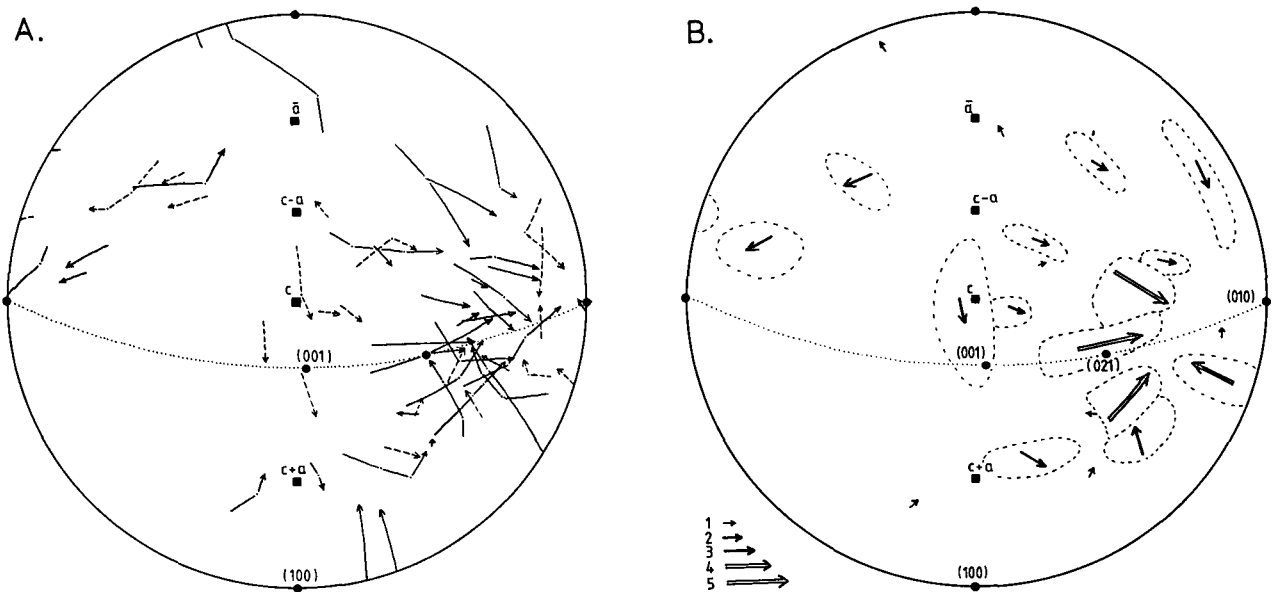 A.
ā
c-a
c
(001)
c+a
(100)
B.
ā
c-a
c
(010)
(001)
(021)
c+a
1
2
3
4
5
(100)